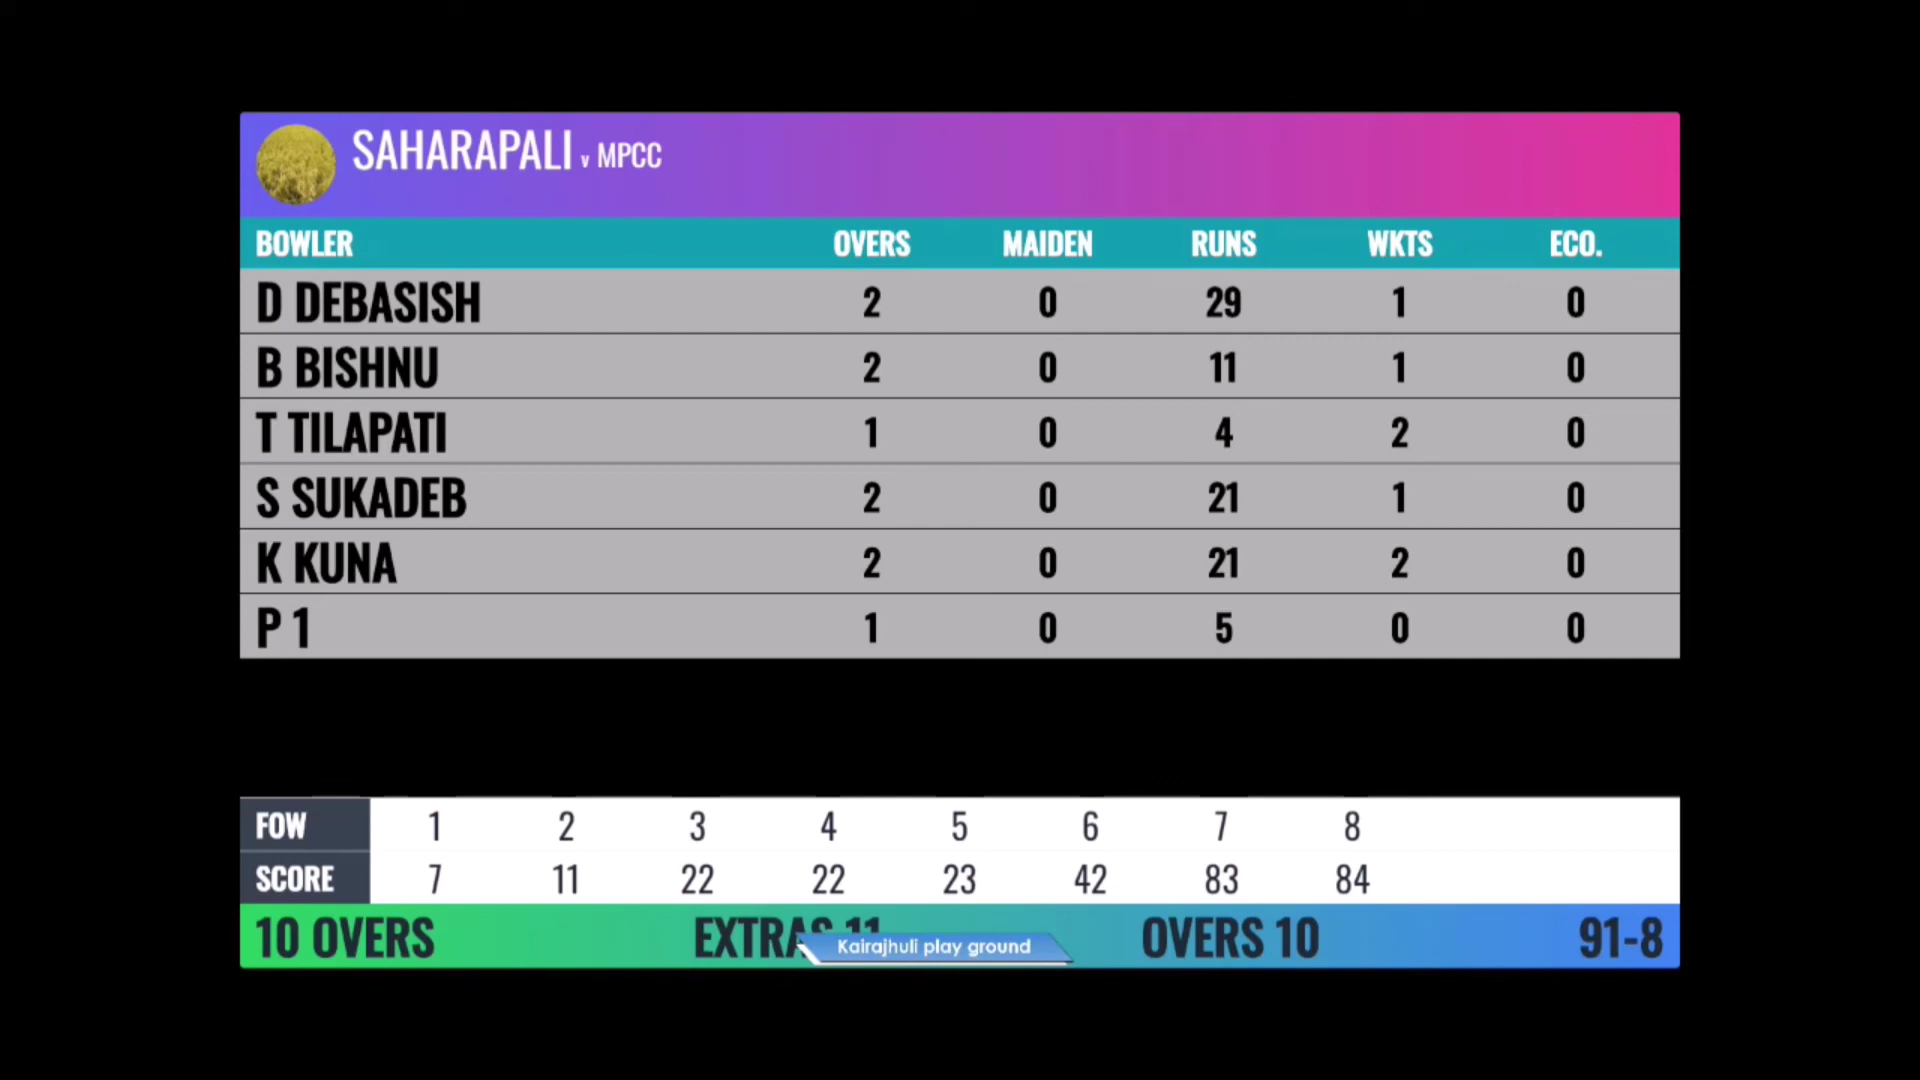 SAHARAPALI v MPCC
BOWLER OVERS MAIDEN RUNS WKTS ECO.
D DEBASISH 2 0 29 1 0
B BISHNU 2 0 11 1 0
T TILAPATI 1 0 4 2 0
S SUKADEB 2 0 21 1 0
K KUNA 2 0 21 2 0
P 1 1 0 5 0 0
FOW 1 2 3 4 5 6 7 8
SCORE 7 11 22 22 23 42 83 84
10 OVERS EXTRAS 11 OVERS 10 91-8
Kairajhuli play ground